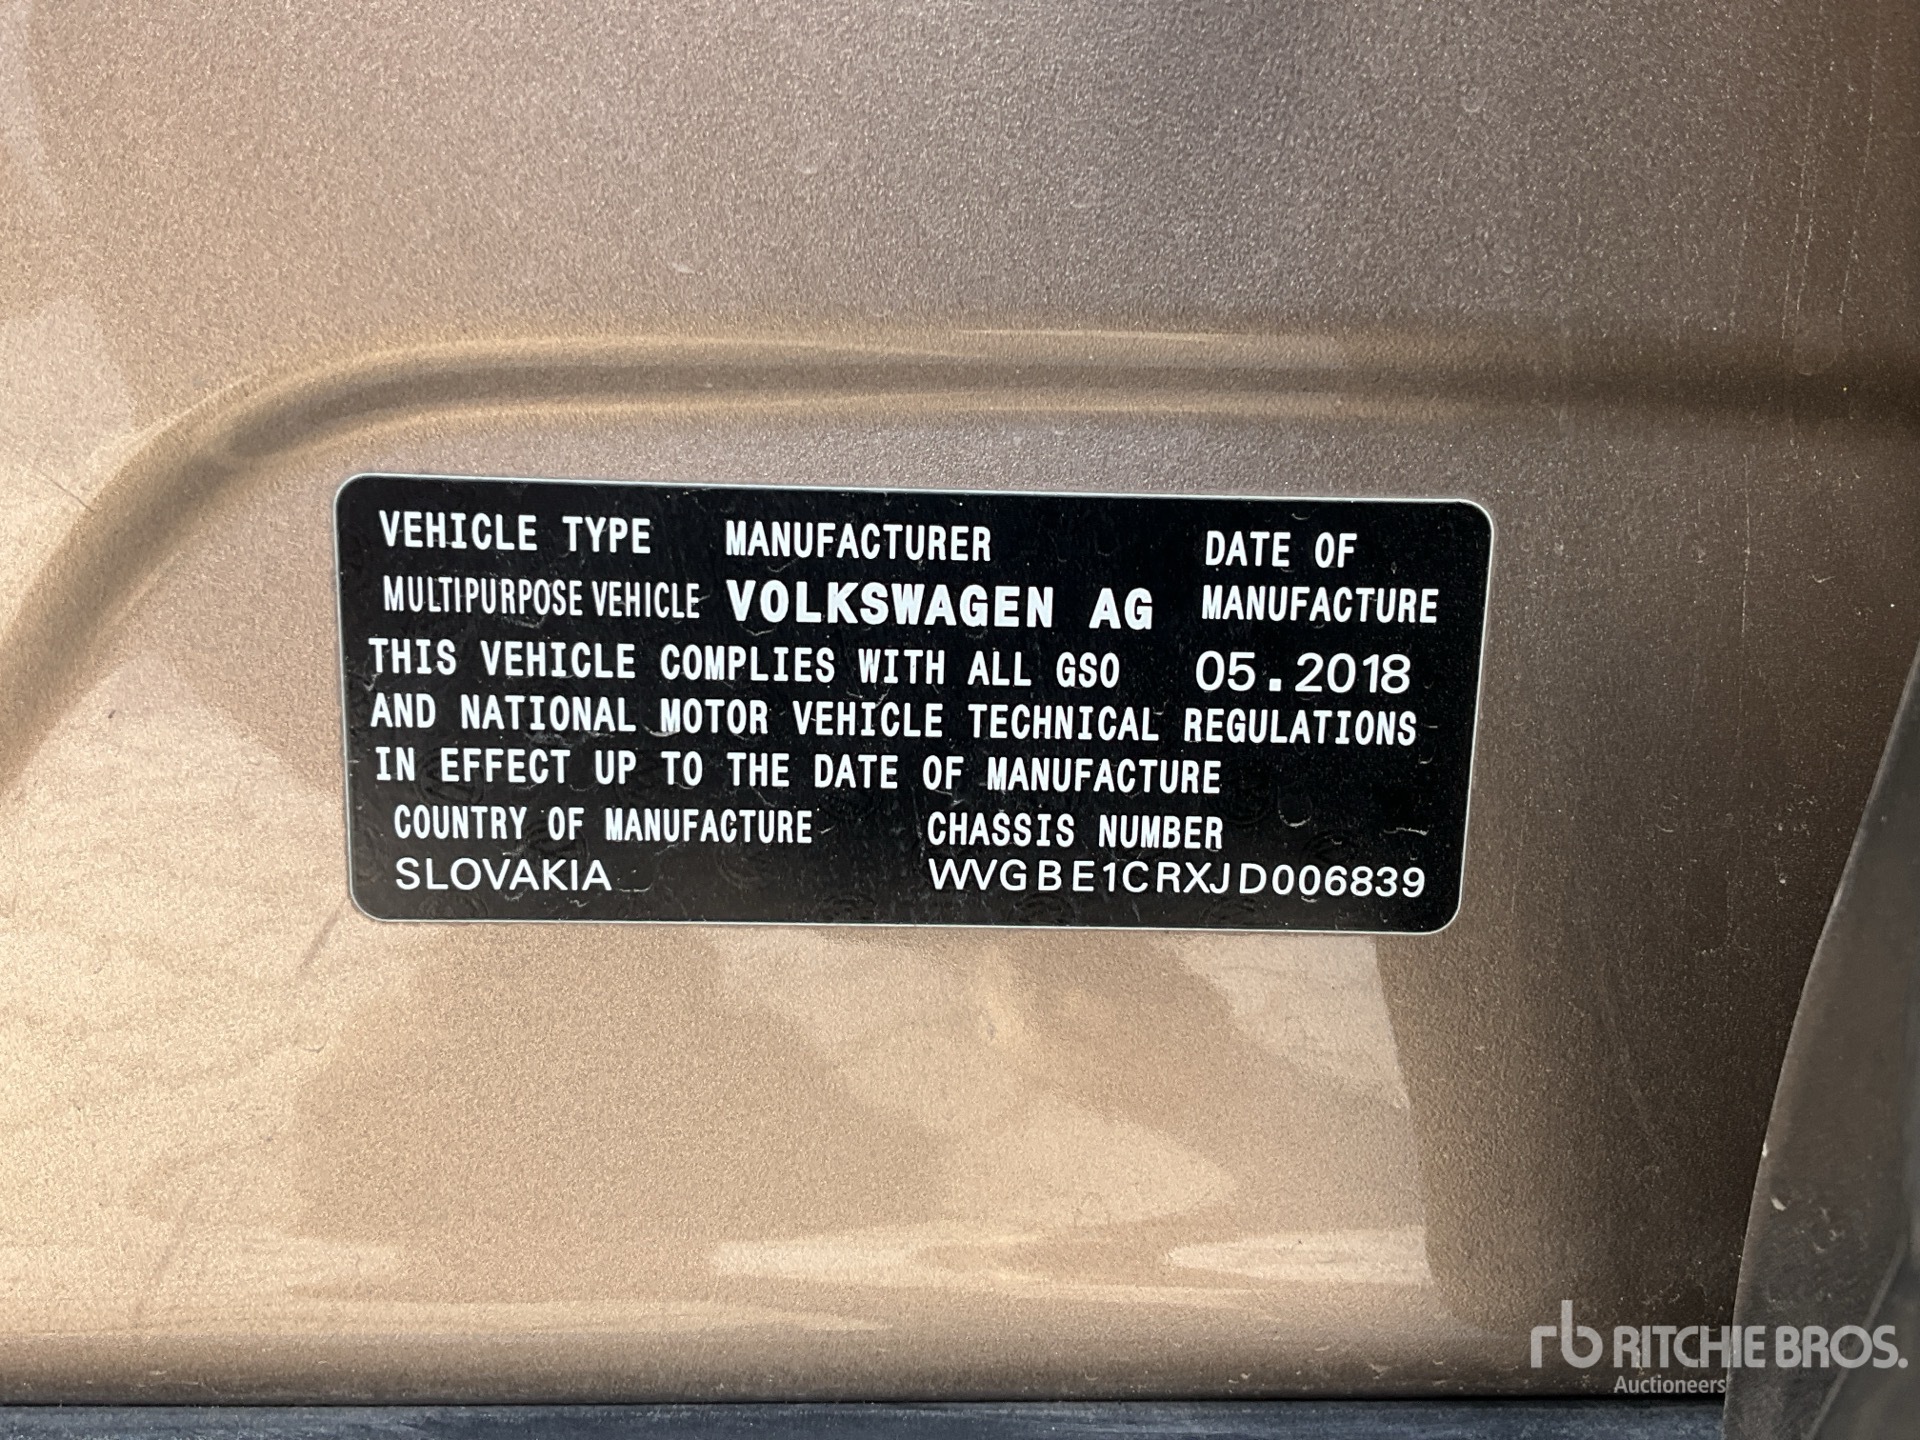 VEHICLE TYPE MANUFACTURER DATE OF
MULTIPURPOSE VEHICLE VOLKSWAGEN AG MANUFACTURE
THIS VEHICLE COMPLIES WITH ALL GSO 05.2018
AND NATIONAL MOTOR VEHICLE TECHNICAL REGULATIONS
IN EFFECT UP TO THE DATE OF MANUFACTURE
COUNTRY OF MANUFACTURE CHASSIS NUMBER
SLOVAKIA WVGBE1CRXJD006839
rb RITCHIE BROS.
Auctioneers